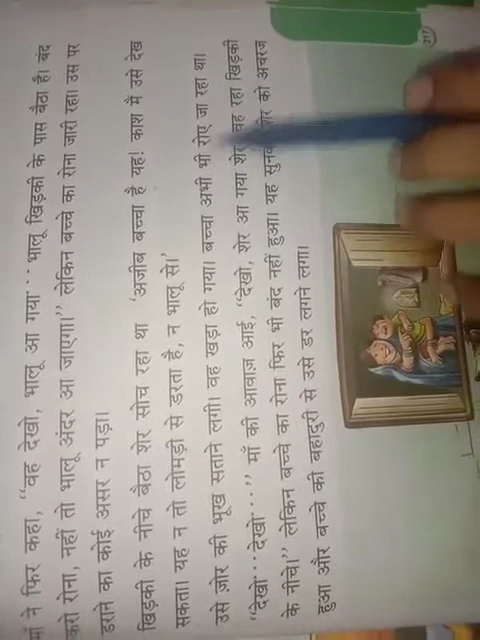 माँ ने फिर कहा, “वह देखो, भालू आ गया··· भालू खिड़की के पास बैठा है। बंद
करो रोना, नहीं तो भालू अंदर आ जाएगा।” लेकिन बच्चे का रोना जारी रहा। उस पर
डराने का कोई असर न पड़ा।
खिड़की के नीचे बैठा शेर सोच रहा था ‘अजीब बच्चा है यह! काश मैं उसे देख
सकता। यह न तो लोमड़ी से डरता है, न भालू से।’
उसे ज़ोर की भूख सताने लगी। वह खड़ा हो गया। बच्चा अभी भी रोए जा रहा था।
“देखो···देखो···” माँ की आवाज़ आई, “देखो, शेर आ गया शेर वह रहा खिड़की
के नीचे।” लेकिन बच्चे का रोना फिर भी बंद नहीं हुआ। यह शेर को अचरज
हुआ और बच्चे की बहादुरी से उसे डर लगने लगा।